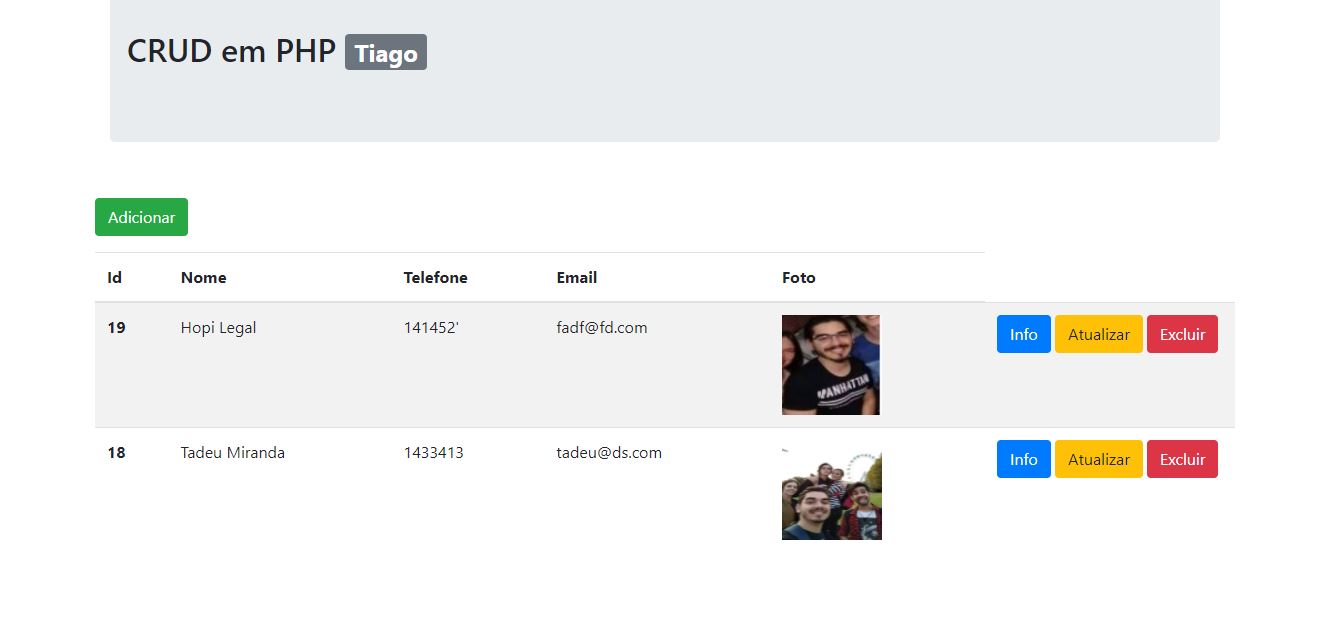 CRUD em PHP Tiago
Adicionar
Id Nome Telefone Email Foto
19 Hopi Legal 141452' fadf@fd.com Info Atualizar Excluir
MANHATTAN
18 Tadeu Miranda 1433413 tadeu@ds.com Info Atualizar Excluir